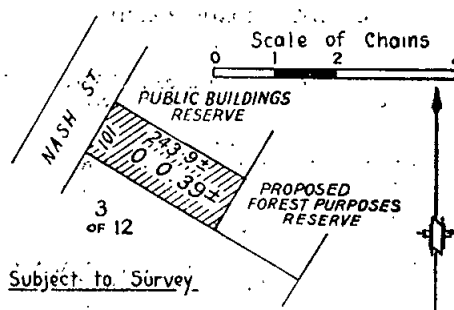 Scale of Chains
0 1 2
NASH ST.
PUBLIC BUILDINGS
RESERVE
101
243.9±
0 0 39±
PROPOSED
FOREST PURPOSES
RESERVE
3
OF 12
Subject to Survey